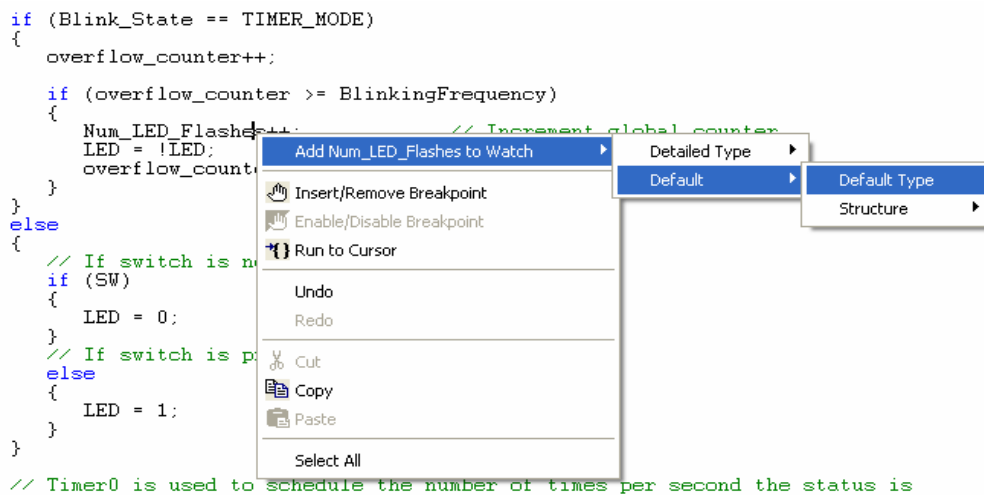 if (Blink_State == TIMER_MODE)
{
overflow_counter++;
if (overflow_counter >= BlinkingFrequency)
{
Num_LED_Flashes++; // Increment global counter
LED = !LED;
overflow_count
}
}
else
{
// If switch is n
if (SW)
{
LED = 0;
}
// If switch is p
else
{
LED = 1;
}
}
// Timer0 is used to schedule the number of times per second the status is
Add Num_LED_Flashes to Watch
Insert/Remove Breakpoint
Enable/Disable Breakpoint
Run to Cursor
Undo
Redo
Cut
Copy
Paste
Select All
Detailed Type
Default
Default Type
Structure